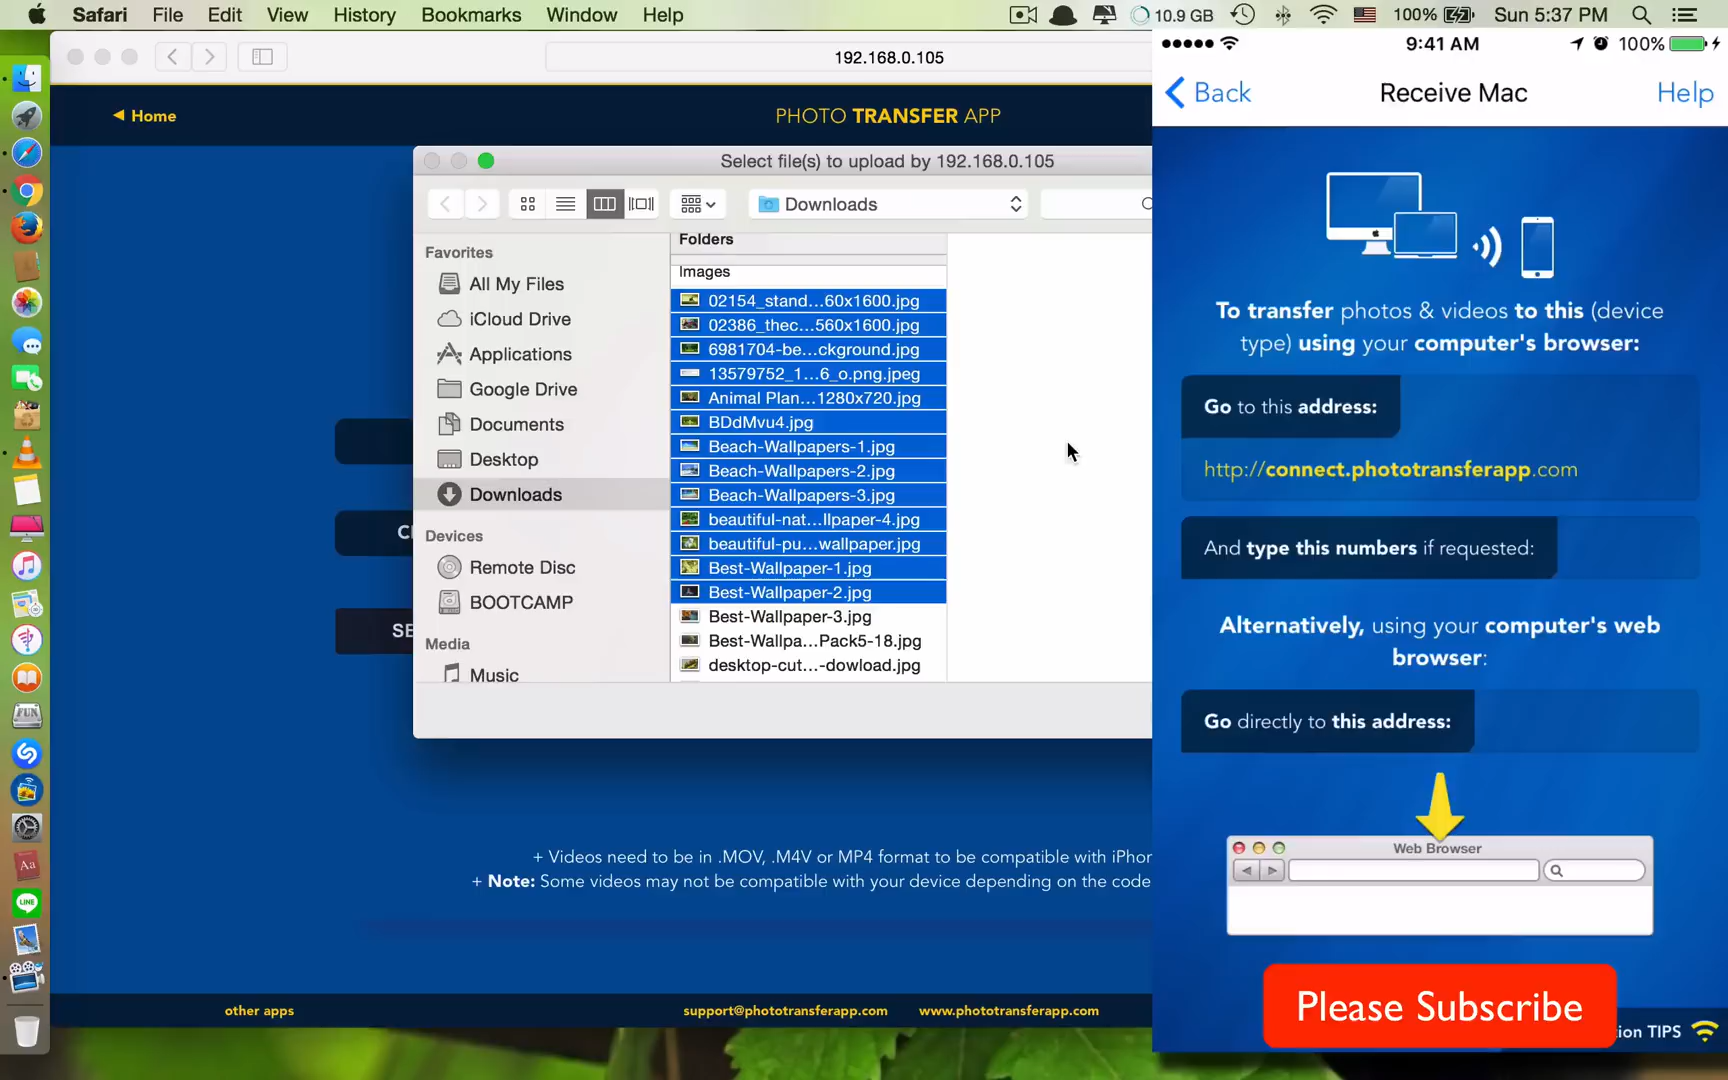 Safari File Edit View History Bookmarks Window Help 10.9 GB 100% Sun 5:37 PM
192.168.0.105
Home
PHOTO TRANSFER APP
Select file(s) to upload by 192.168.0.105
Downloads
Favorites
All My Files
iCloud Drive
Applications
Google Drive
Documents
Desktop
Downloads
Devices
Remote Disc
BOOTCAMP
Media
Music
Folders
Images
02154_stand...60x1600.jpg
02386_thec...560x1600.jpg
6981704-be...ckground.jpg
13579752_1...6_o.png.jpeg
Animal Plan...1280x720.jpg
BDdMvu4.jpg
Beach-Wallpapers-1.jpg
Beach-Wallpapers-2.jpg
Beach-Wallpapers-3.jpg
beautiful-nat...llpaper-4.jpg
beautiful-pu...wallpaper.jpg
Best-Wallpaper-1.jpg
Best-Wallpaper-2.jpg
Best-Wallpaper-3.jpg
Best-Wallpa...Pack5-18.jpg
desktop-cut...-dowload.jpg
C
SE
+ Videos need to be in .MOV, .M4V or MP4 format to be compatible with iPhon
+ Note: Some videos may not be compatible with your device depending on the code
other apps
support@phototransferapp.com
www.phototransferapp.com
9:41 AM 100%
Back Receive Mac Help
To transfer photos & videos to this (device
type) using your computer's browser:
Go to this address:
http://connect.phototransferapp.com
And type this numbers if requested:
Alternatively, using your computer's web
browser:
Go directly to this address:
Web Browser
Please Subscribe
ion TIPS
FUN
Aa
LINE